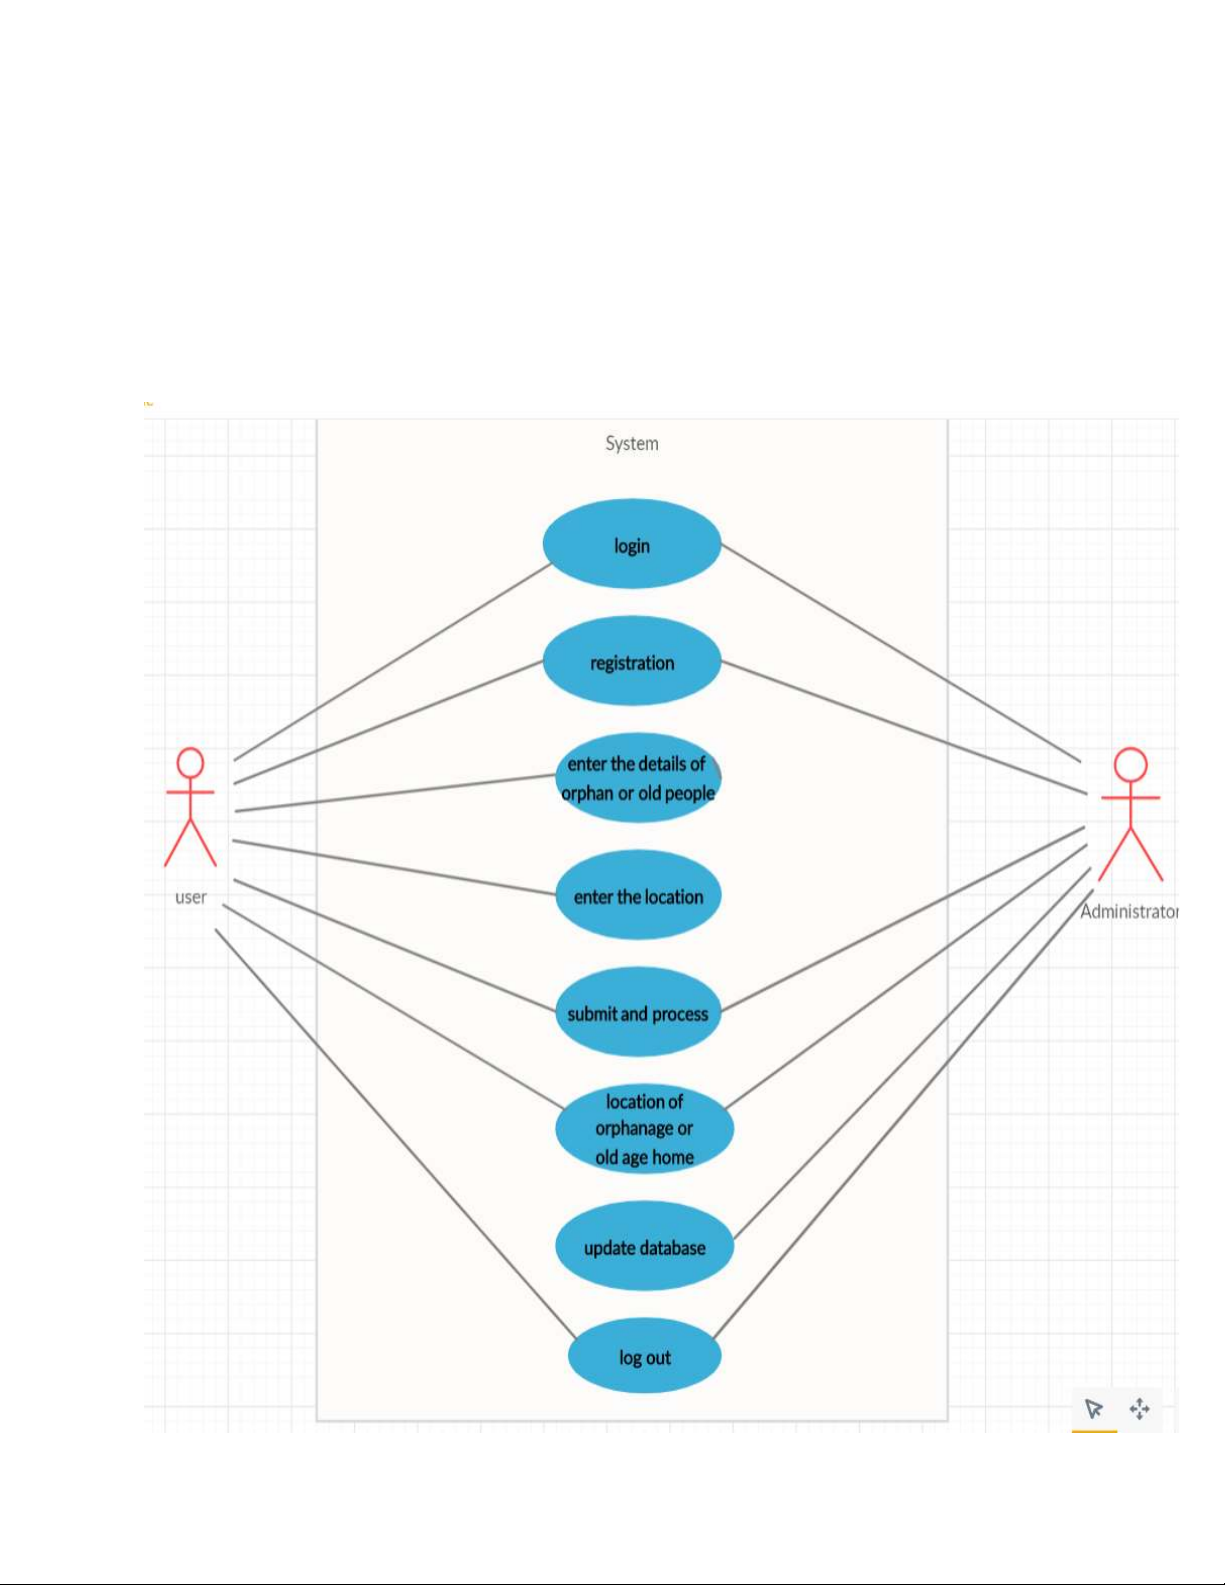 System
login
registration
enter the details of
orphan or old people
enter the location
user
Administrator
submit and process
location of
orphanage or
old age home
update database
log out